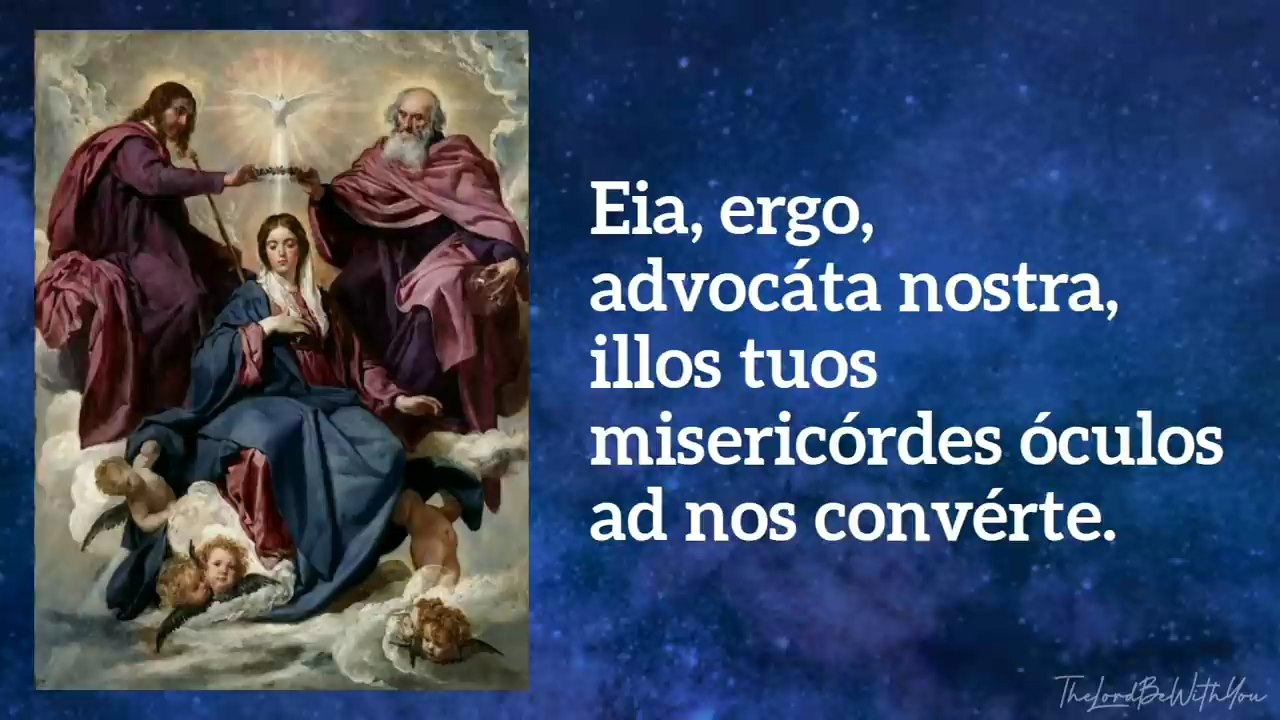 Eia, ergo,
advocáta nostra,
illos tuos
misericórdes óculos
ad nos convérte.
TheLordBeWithYou